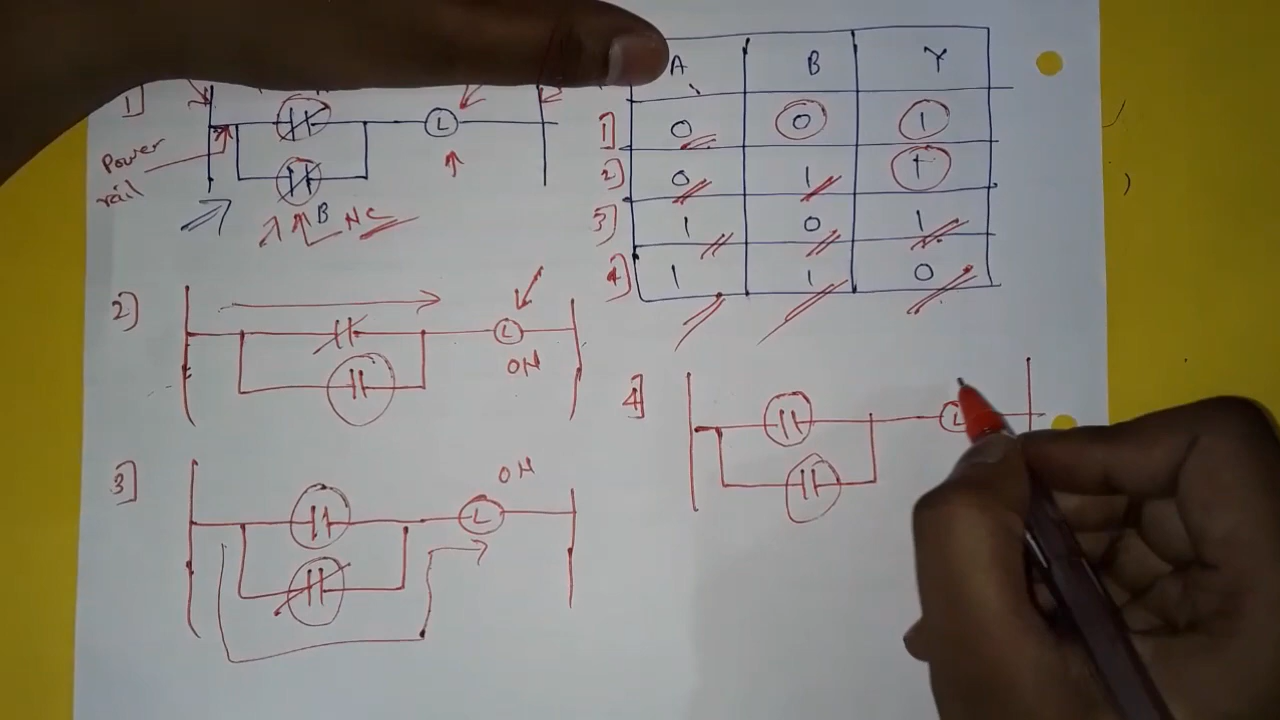 1]
L
Power
rail
B NC
A B Y
1] 0 0 1
2] 0 1 1
3] 1 0 1
4] 1 1 0
2)
L
ON
4]
L
3]
ON
L